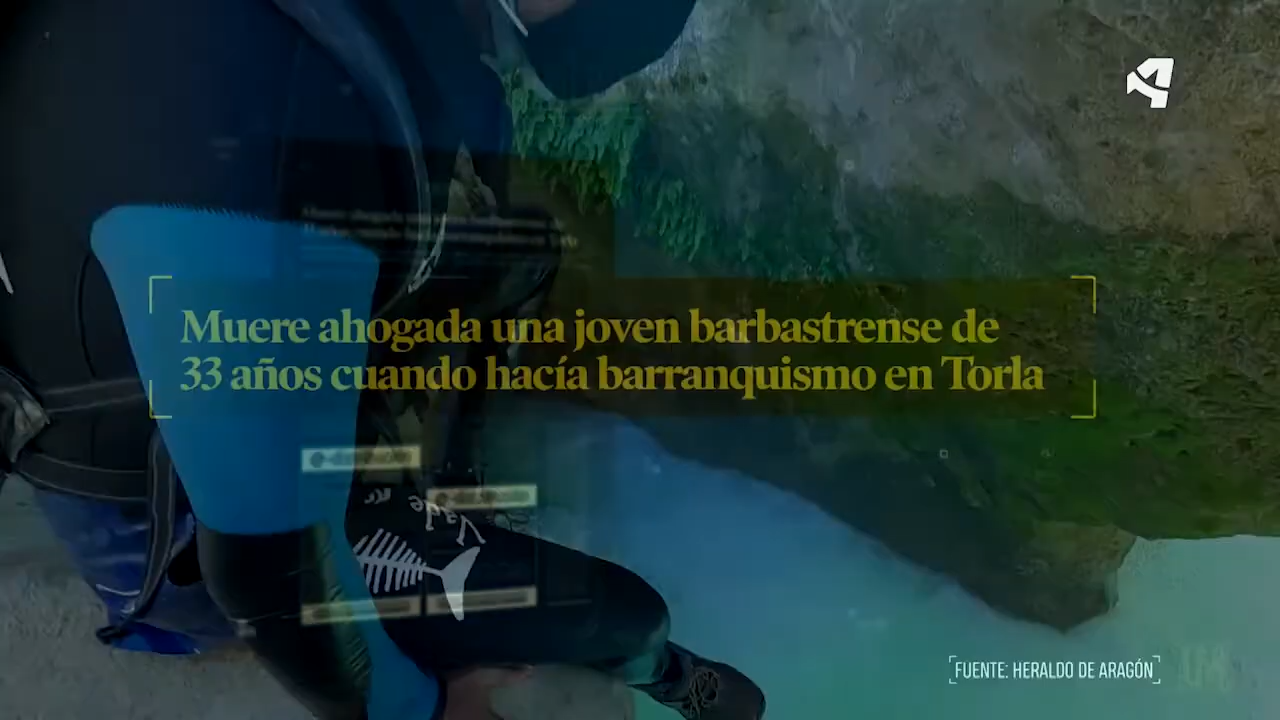 Muere ahogada una joven barbastrense de
33 años cuando hacía barranquismo en Torla
FUENTE: HERALDO DE ARAGÓN